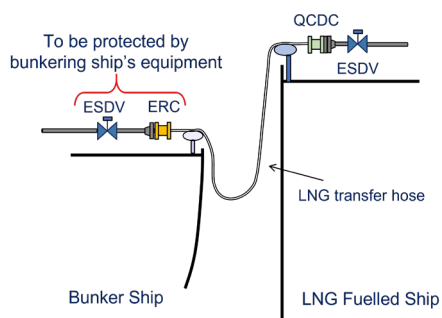 QCDC
To be protected by
bunkering ship's equipment
ESDV
ESDV
ERC
LNG transfer hose
Bunker Ship
LNG Fuelled Ship